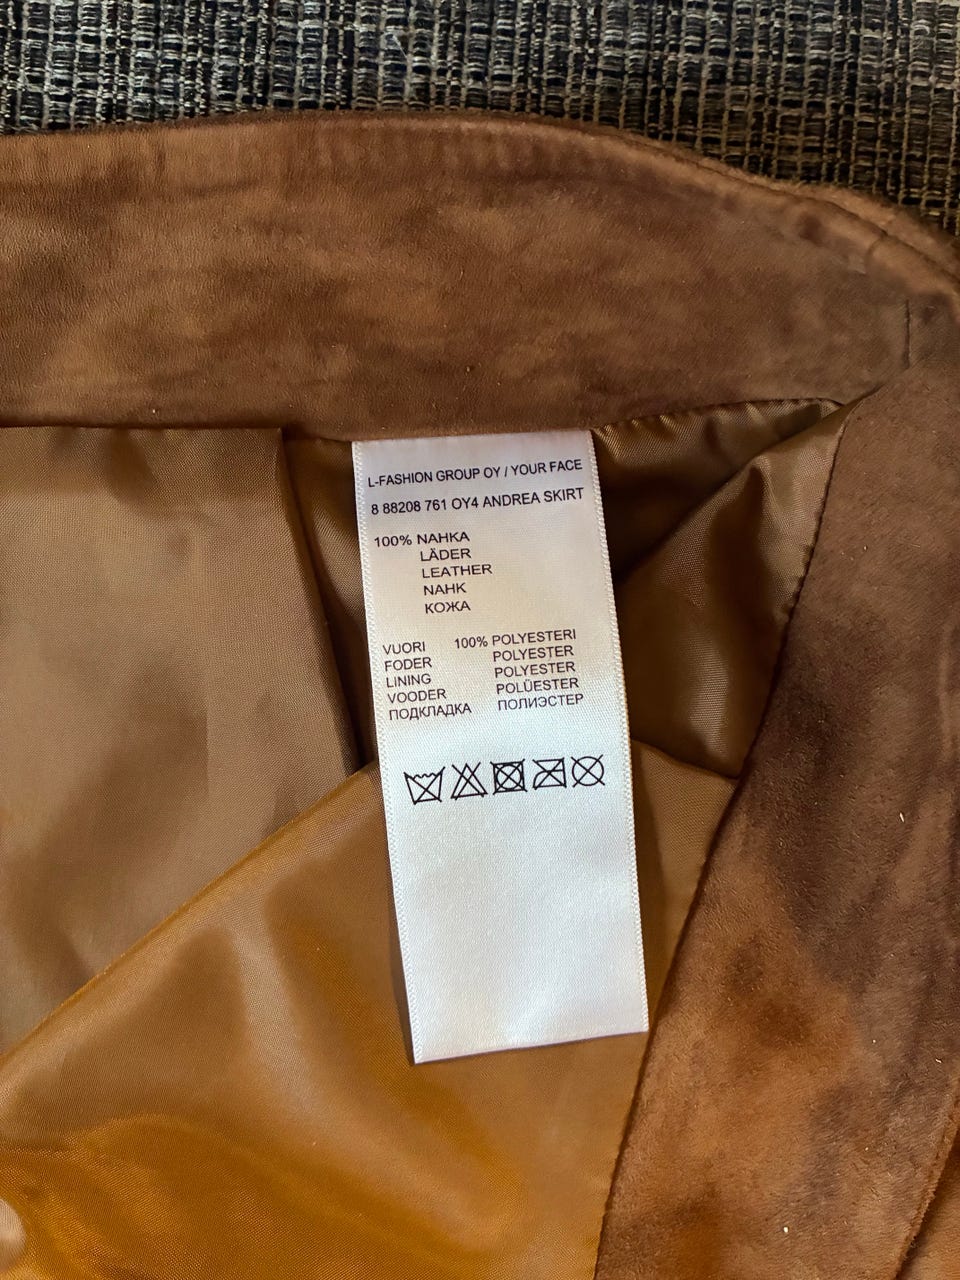 L-FASHION GROUP OY / YOUR FACE
8 88208 761 OY4 ANDREA SKIRT
100% NAHKA
LÄDER
LEATHER
NAHK
КОЖА
VUORI 100% POLYESTERI
FODER POLYESTER
LINING POLYESTER
VOODER POLÜESTER
ПОДКЛАДКА ПОЛИЭСТЕР